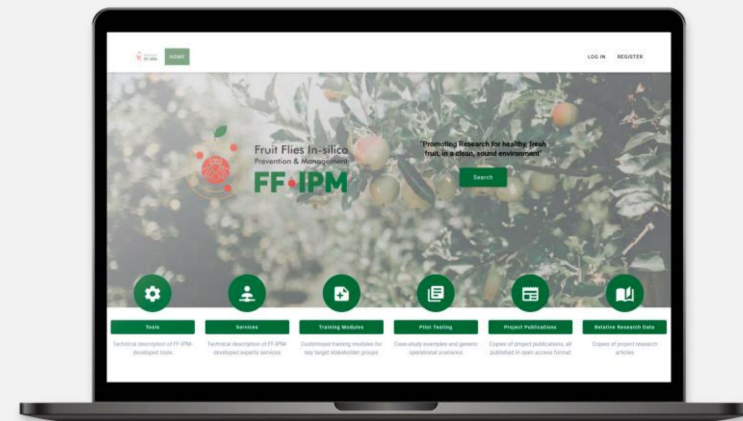 FF-IPM
HOME
LOG IN
REGISTER
Fruit Flies In-silico
Prevention & Management
FF•IPM
"Promoting Research for healthy, fresh
fruit, in a clean, sound environment"
Search
Tools
Services
Training Modules
Pilot Testing
Project Publications
Relative Research Data
Technical description of FF-IPM-
developed tools
Technical description of FF-IPM-
developed experts services
Customized training modules for
key target stakeholder groups
Case-study examples and generic
operational scenarios
Copies of project publications, all
published in open access format
Copies of project research
articles